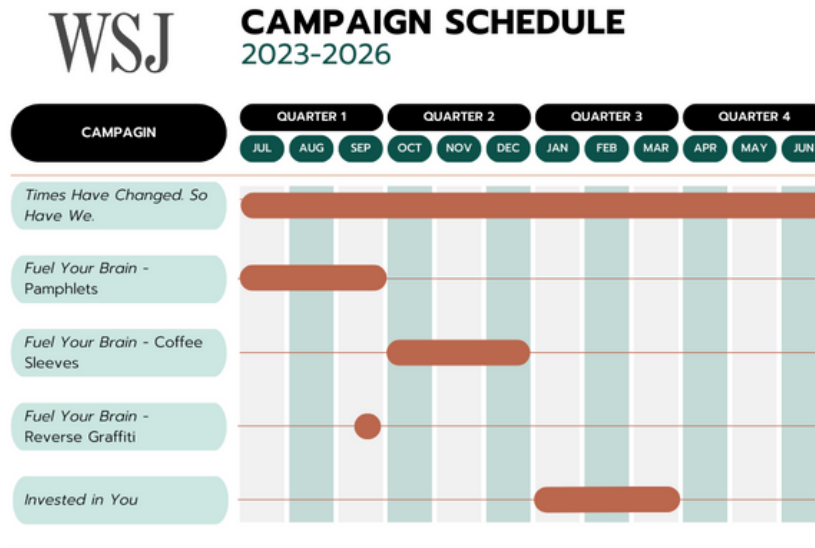 WSJ
CAMPAIGN SCHEDULE
2023-2026
CAMPAGIN
QUARTER 1
QUARTER 2
QUARTER 3
QUARTER 4
JUL
AUG
SEP
OCT
NOV
DEC
JAN
FEB
MAR
APR
MAY
JUN
Times Have Changed. So
Have We.
Fuel Your Brain -
Pamphlets
Fuel Your Brain - Coffee
Sleeves
Fuel Your Brain -
Reverse Graffiti
Invested in You